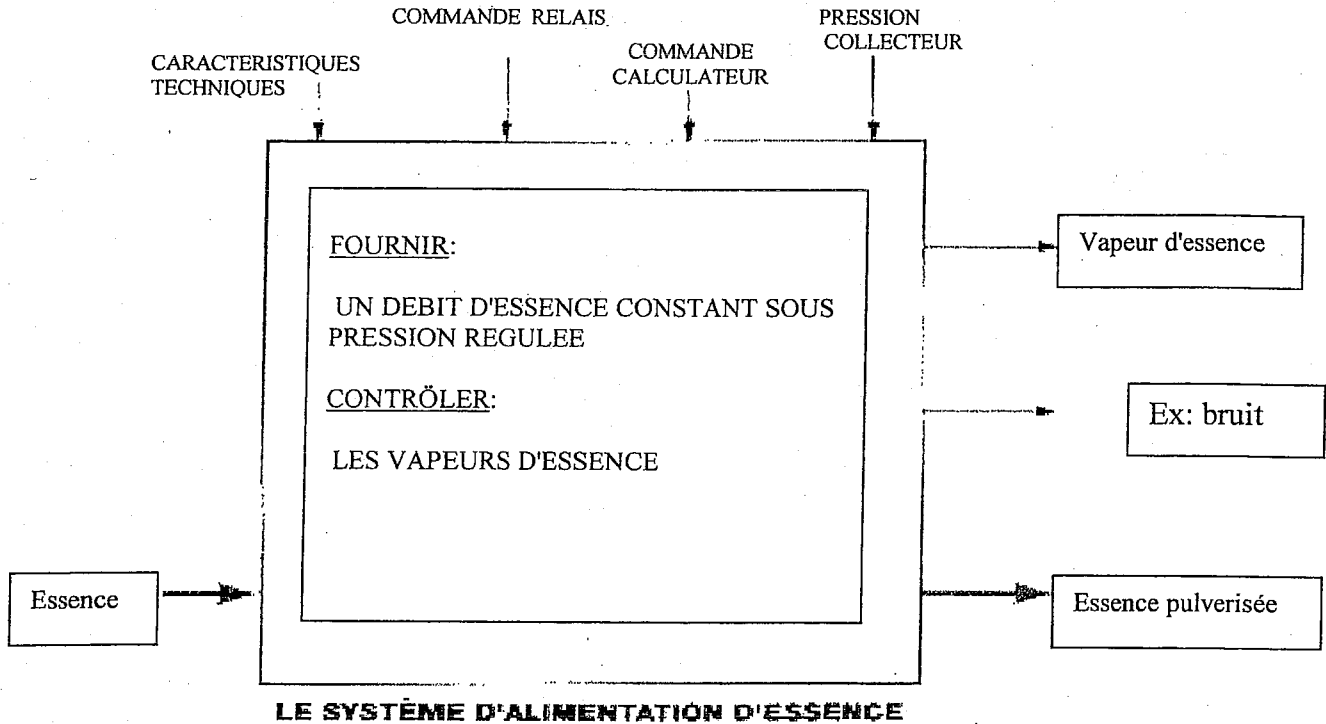 COMMANDE RELAIS
PRESSION
COLLECTEUR
COMMANDE
CALCULATEUR
CARACTERISTIQUES
TECHNIQUES
FOURNIR:
UN DEBIT D'ESSENCE CONSTANT SOUS
PRESSION REGULEE
CONTRÖLER:
LES VAPEURS D'ESSENCE
Vapeur d'essence
Ex: bruit
Essence
Essence pulverisée
LE SYSTÈME D'ALIMENTATION D'ESSENCE